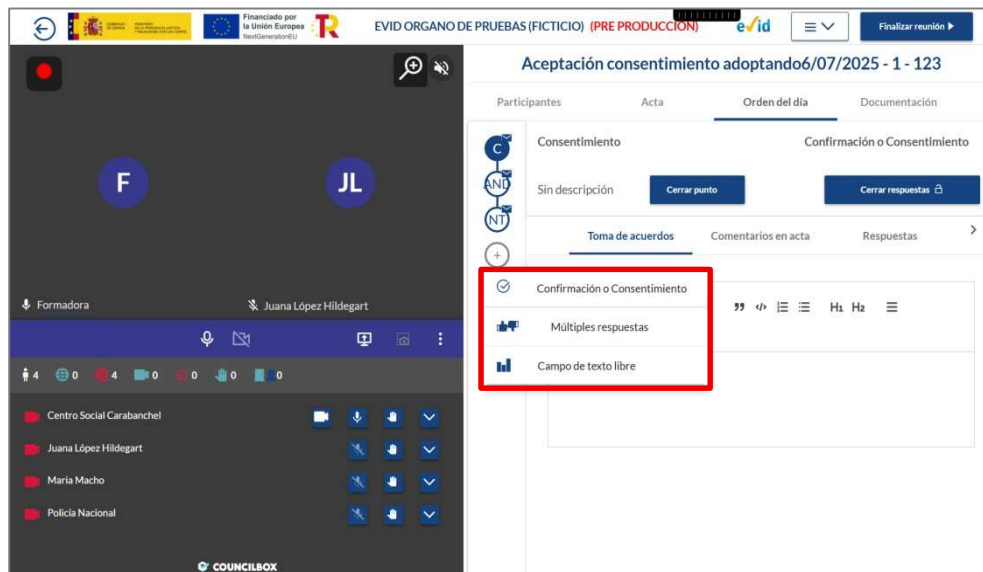 Financiado por
la Unión Europea
NextGenerationEU
R
EVID ORGANO DE PRUEBAS (FICTICIO) (PRE PRODUCCIÓN)
evid
Finalizar reunión
Aceptación consentimiento adoptando6/07/2025 - 1 - 123
Participantes Acta Orden del día Documentación
C
Consentimiento Confirmación o Consentimiento
AND
Sin descripción Cerrar punto Cerrar respuestas
NT
Toma de acuerdos Comentarios en acta Respuestas
F JL
Formadora Juana López Hildegart
Confirmación o Consentimiento
H1 H2
Múltiples respuestas
Campo de texto libre
4 0 4 0 0 0 0
Centro Social Carabanchel
Juana López Hildegart
Maria Macho
Policía Nacional
COUNCILBOX